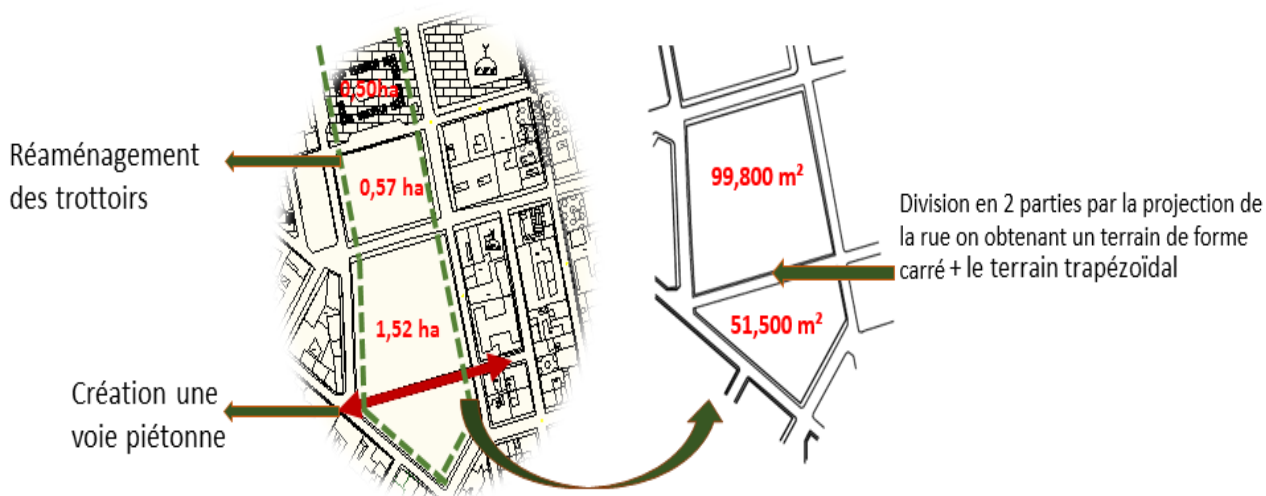 Réaménagement
des trottoirs
Création une
voie piétonne
0,50ha
0,57 ha
1,52 ha
99,800 m²
51,500 m²
Division en 2 parties par la projection de
la rue on obtenant un terrain de forme
carré + le terrain trapézoïdal